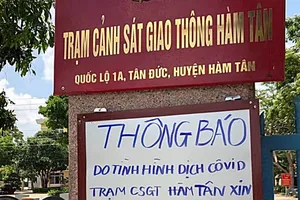 TRẠM CẢNH SÁT GIAO THÔNG HÀM TÂN
QUỐC LỘ 1A, TÂN ĐỨC, HUYỆN HÀM TÂN
THÔNG BÁO
DO TÌNH HÌNH DỊCH COVID
TRẠM CSGT HÀM TÂN XIN